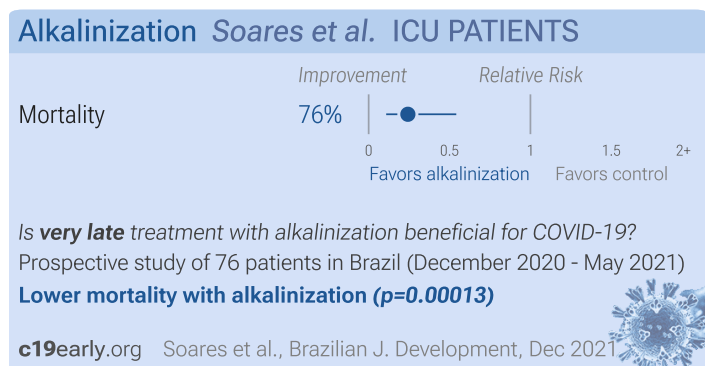 Alkalinization Soares et al. ICU PATIENTS
Improvement Relative Risk
Mortality 76%
0 0.5 1 1.5 2+
Favors alkalinization Favors control
Is very late treatment with alkalinization beneficial for COVID-19?
Prospective study of 76 patients in Brazil (December 2020 - May 2021)
Lower mortality with alkalinization (p=0.00013)
c19early.org Soares et al., Brazilian J. Development, Dec 2021